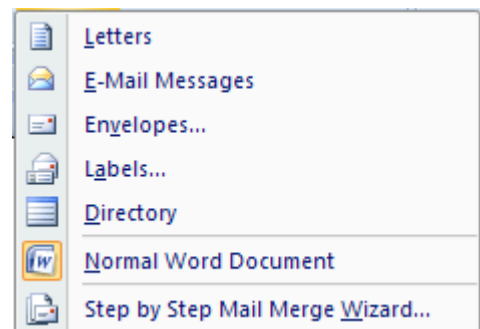 Letters
E-Mail Messages
Envelopes...
Labels...
Directory
Normal Word Document
Step by Step Mail Merge Wizard...